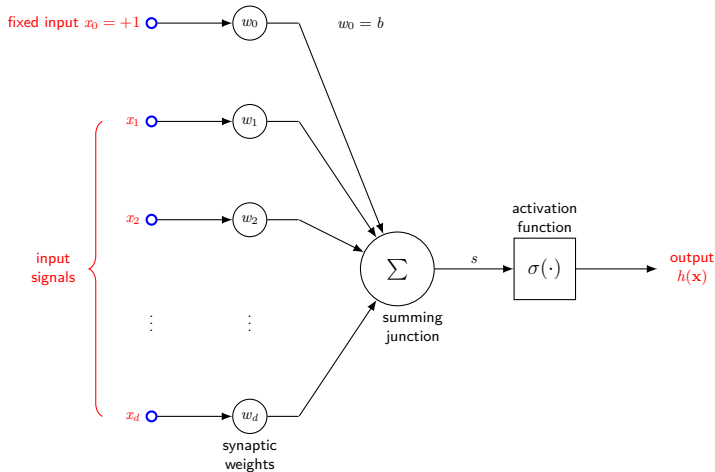 fixed input x₀ = +1
w₀
w₀ = b
x₁
w₁
x₂
w₂
activation
function
input
signals
Σ
s
σ(·)
output
h(𝐱)
summing
junction
⋮
⋮
x_d
w_d
synaptic
weights